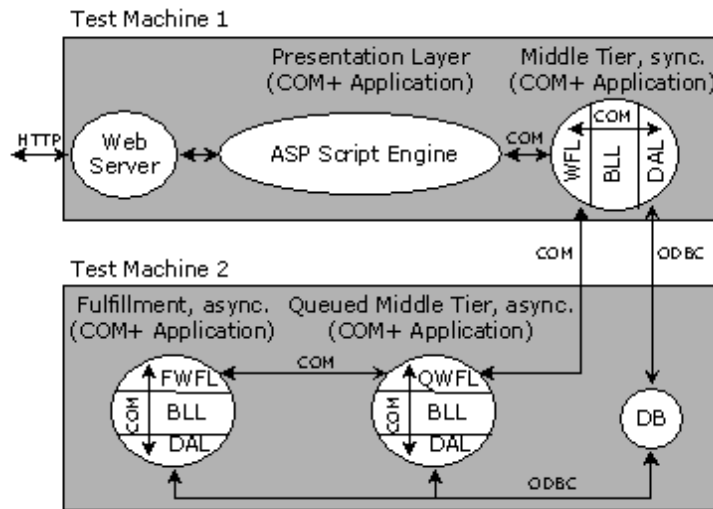 Test Machine 1
Presentation Layer
(COM+ Application)
Middle Tier, sync.
(COM+ Application)
HTTP
Web
Server
ASP Script Engine
COM
COM
WFL
BLL
DAL
COM
ODBC
Test Machine 2
Fulfillment, async.
(COM+ Application)
Queued Middle Tier, async.
(COM+ Application)
COM
FWFL
BLL
DAL
COM
COM
QWFL
BLL
DAL
DB
ODBC